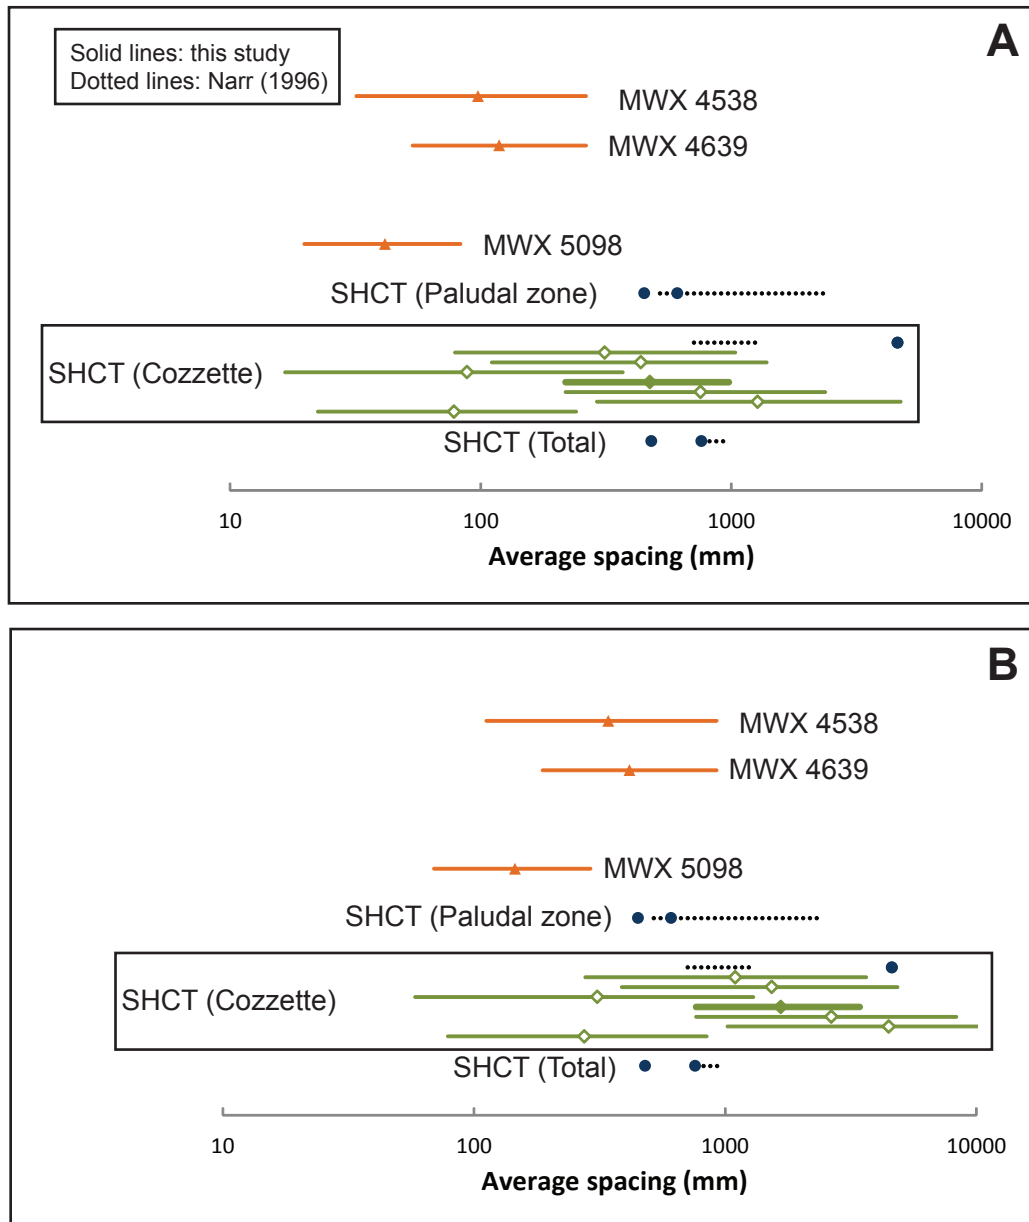 A
Solid lines: this study
Dotted lines: Narr (1996)
MWX 4538
MWX 4639
MWX 5098
SHCT (Paludal zone)
SHCT (Cozzette)
SHCT (Total)
10 100 1000 10000
Average spacing (mm)
B
MWX 4538
MWX 4639
MWX 5098
SHCT (Paludal zone)
SHCT (Cozzette)
SHCT (Total)
10 100 1000 10000
Average spacing (mm)